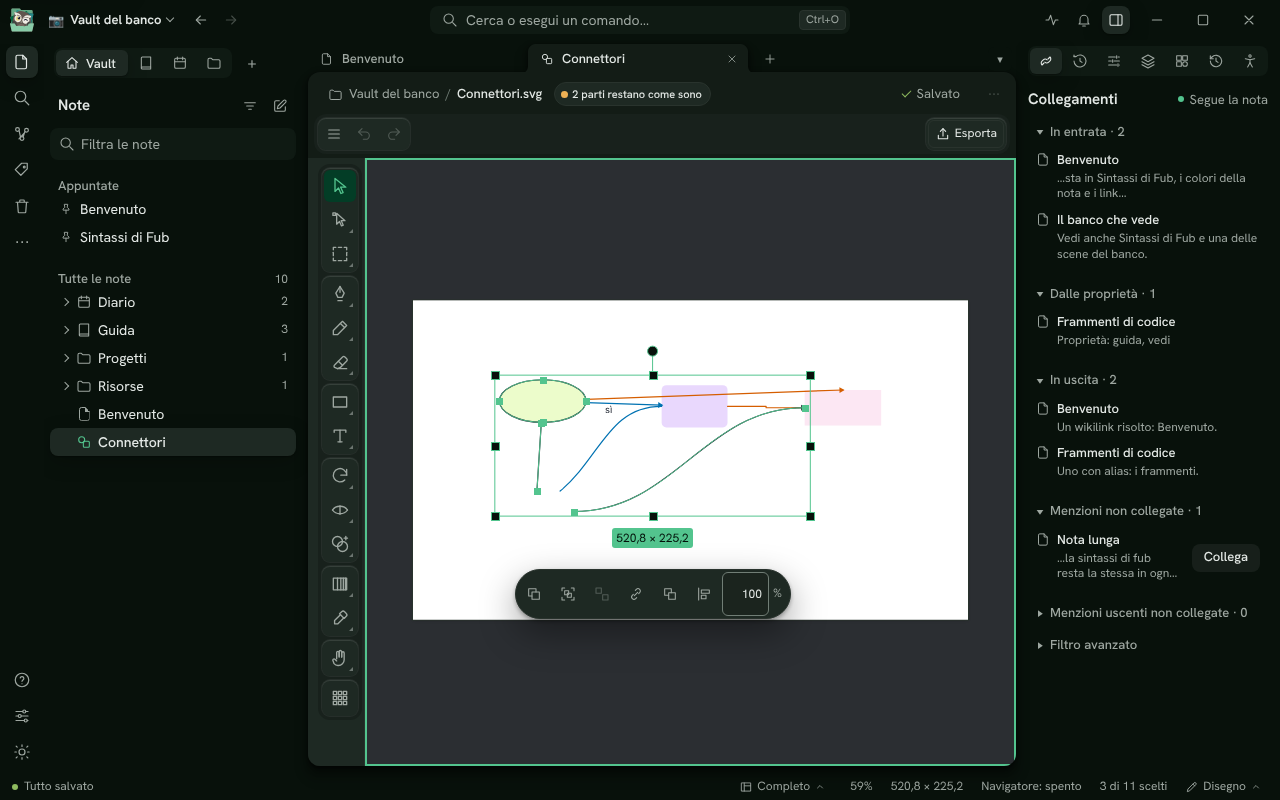 Vault del banco
Cerca o esegui un comando...
Ctrl+O
Vault
Benvenuto
Connettori
Note
Filtra le note
Appuntate
Benvenuto
Sintassi di Fub
Tutte le note 10
Diario 2
Guida 3
Progetti 1
Risorse 1
Benvenuto
Connettori
Vault del banco / Connettori.svg
2 parti restano come sono
Salvato
Esporta
sì
520,8 × 225,2
100 %
Collegamenti
Segue la nota
In entrata · 2
Benvenuto
...sta in Sintassi di Fub, i colori della
nota e i link...
Il banco che vede
Vedi anche Sintassi di Fub e una delle
scene del banco.
Dalle proprietà · 1
Frammenti di codice
Proprietà: guida, vedi
In uscita · 2
Benvenuto
Un wikilink risolto: Benvenuto.
Frammenti di codice
Uno con alias: i frammenti.
Menzioni non collegate · 1
Nota lunga
...la sintassi di fub
resta la stessa in ogn...
Collega
Menzioni uscenti non collegate · 0
Filtro avanzato
Tutto salvato
Completo
59%
520,8 × 225,2
Navigatore: spento
3 di 11 scelti
Disegno